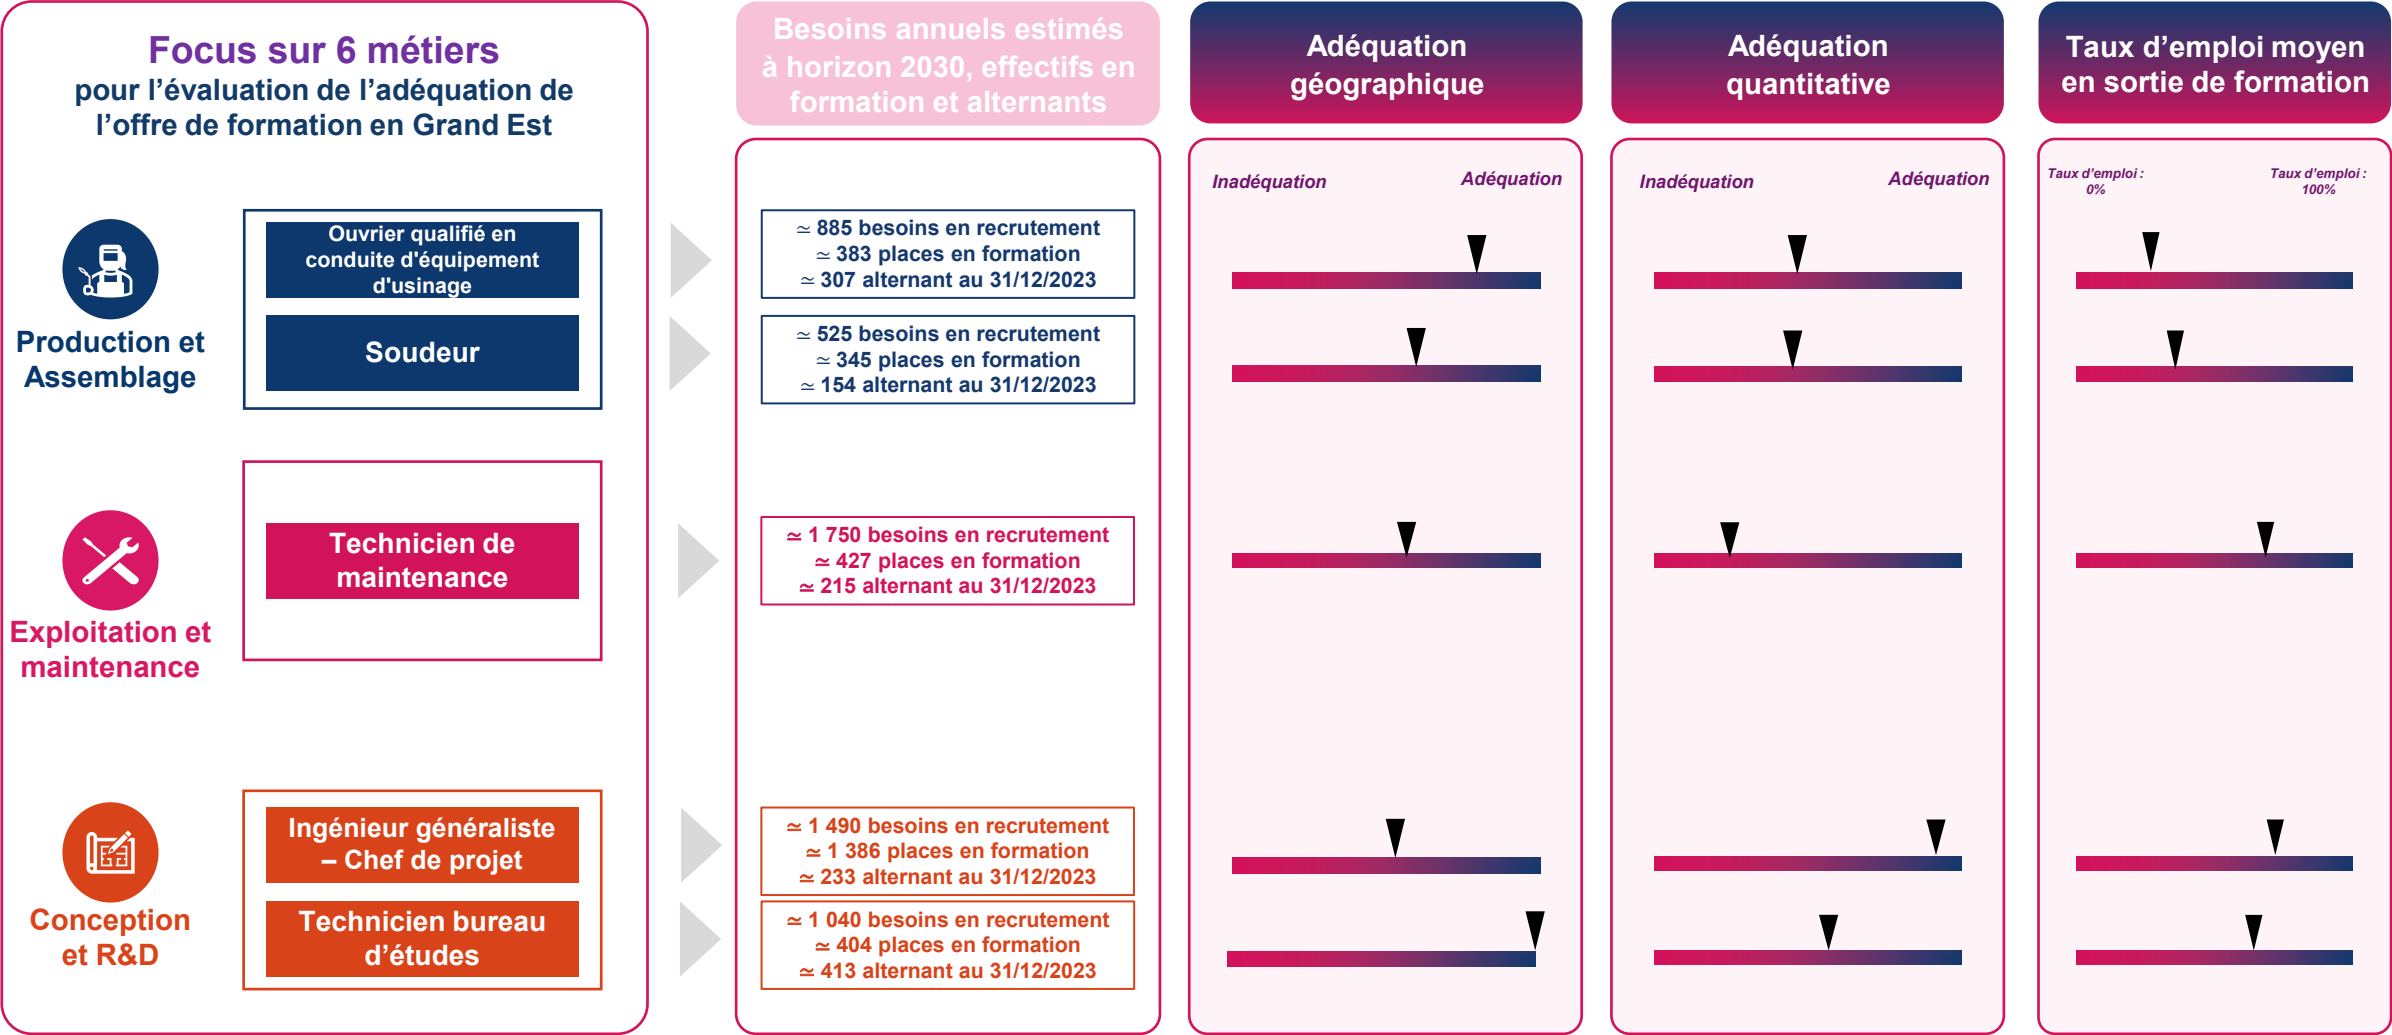 Focus sur 6 métiers
pour l’évaluation de l’adéquation de
l’offre de formation en Grand Est
Besoins annuels estimés
à horizon 2030, effectifs en
formation et alternants
Adéquation
géographique
Adéquation
quantitative
Taux d’emploi moyen
en sortie de formation
Inadéquation
Adéquation
Inadéquation
Adéquation
Taux d’emploi :
0%
Taux d’emploi :
100%
Production et
Assemblage
Ouvrier qualifié en
conduite d'équipement
d'usinage
≃ 885 besoins en recrutement
≃ 383 places en formation
≃ 307 alternant au 31/12/2023
Soudeur
≃ 525 besoins en recrutement
≃ 345 places en formation
≃ 154 alternant au 31/12/2023
Exploitation et
maintenance
Technicien de
maintenance
≃ 1 750 besoins en recrutement
≃ 427 places en formation
≃ 215 alternant au 31/12/2023
Conception
et R&D
Ingénieur généraliste
– Chef de projet
≃ 1 490 besoins en recrutement
≃ 1 386 places en formation
≃ 233 alternant au 31/12/2023
Technicien bureau
d’études
≃ 1 040 besoins en recrutement
≃ 404 places en formation
≃ 413 alternant au 31/12/2023